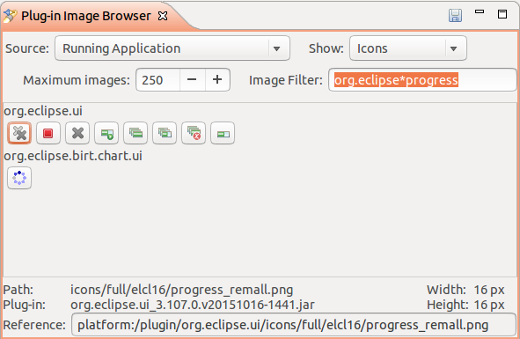 Plug-in Image Browser
Source: Running Application Show: Icons
Maximum images: 250 Image Filter: org.eclipse*progress
org.eclipse.ui
org.eclipse.birt.chart.ui
Path: icons/full/elcl16/progress_remall.png Width: 16 px
Plug-in: org.eclipse.ui_3.107.0.v20151016-1441.jar Height: 16 px
Reference: platform:/plugin/org.eclipse.ui/icons/full/elcl16/progress_remall.png